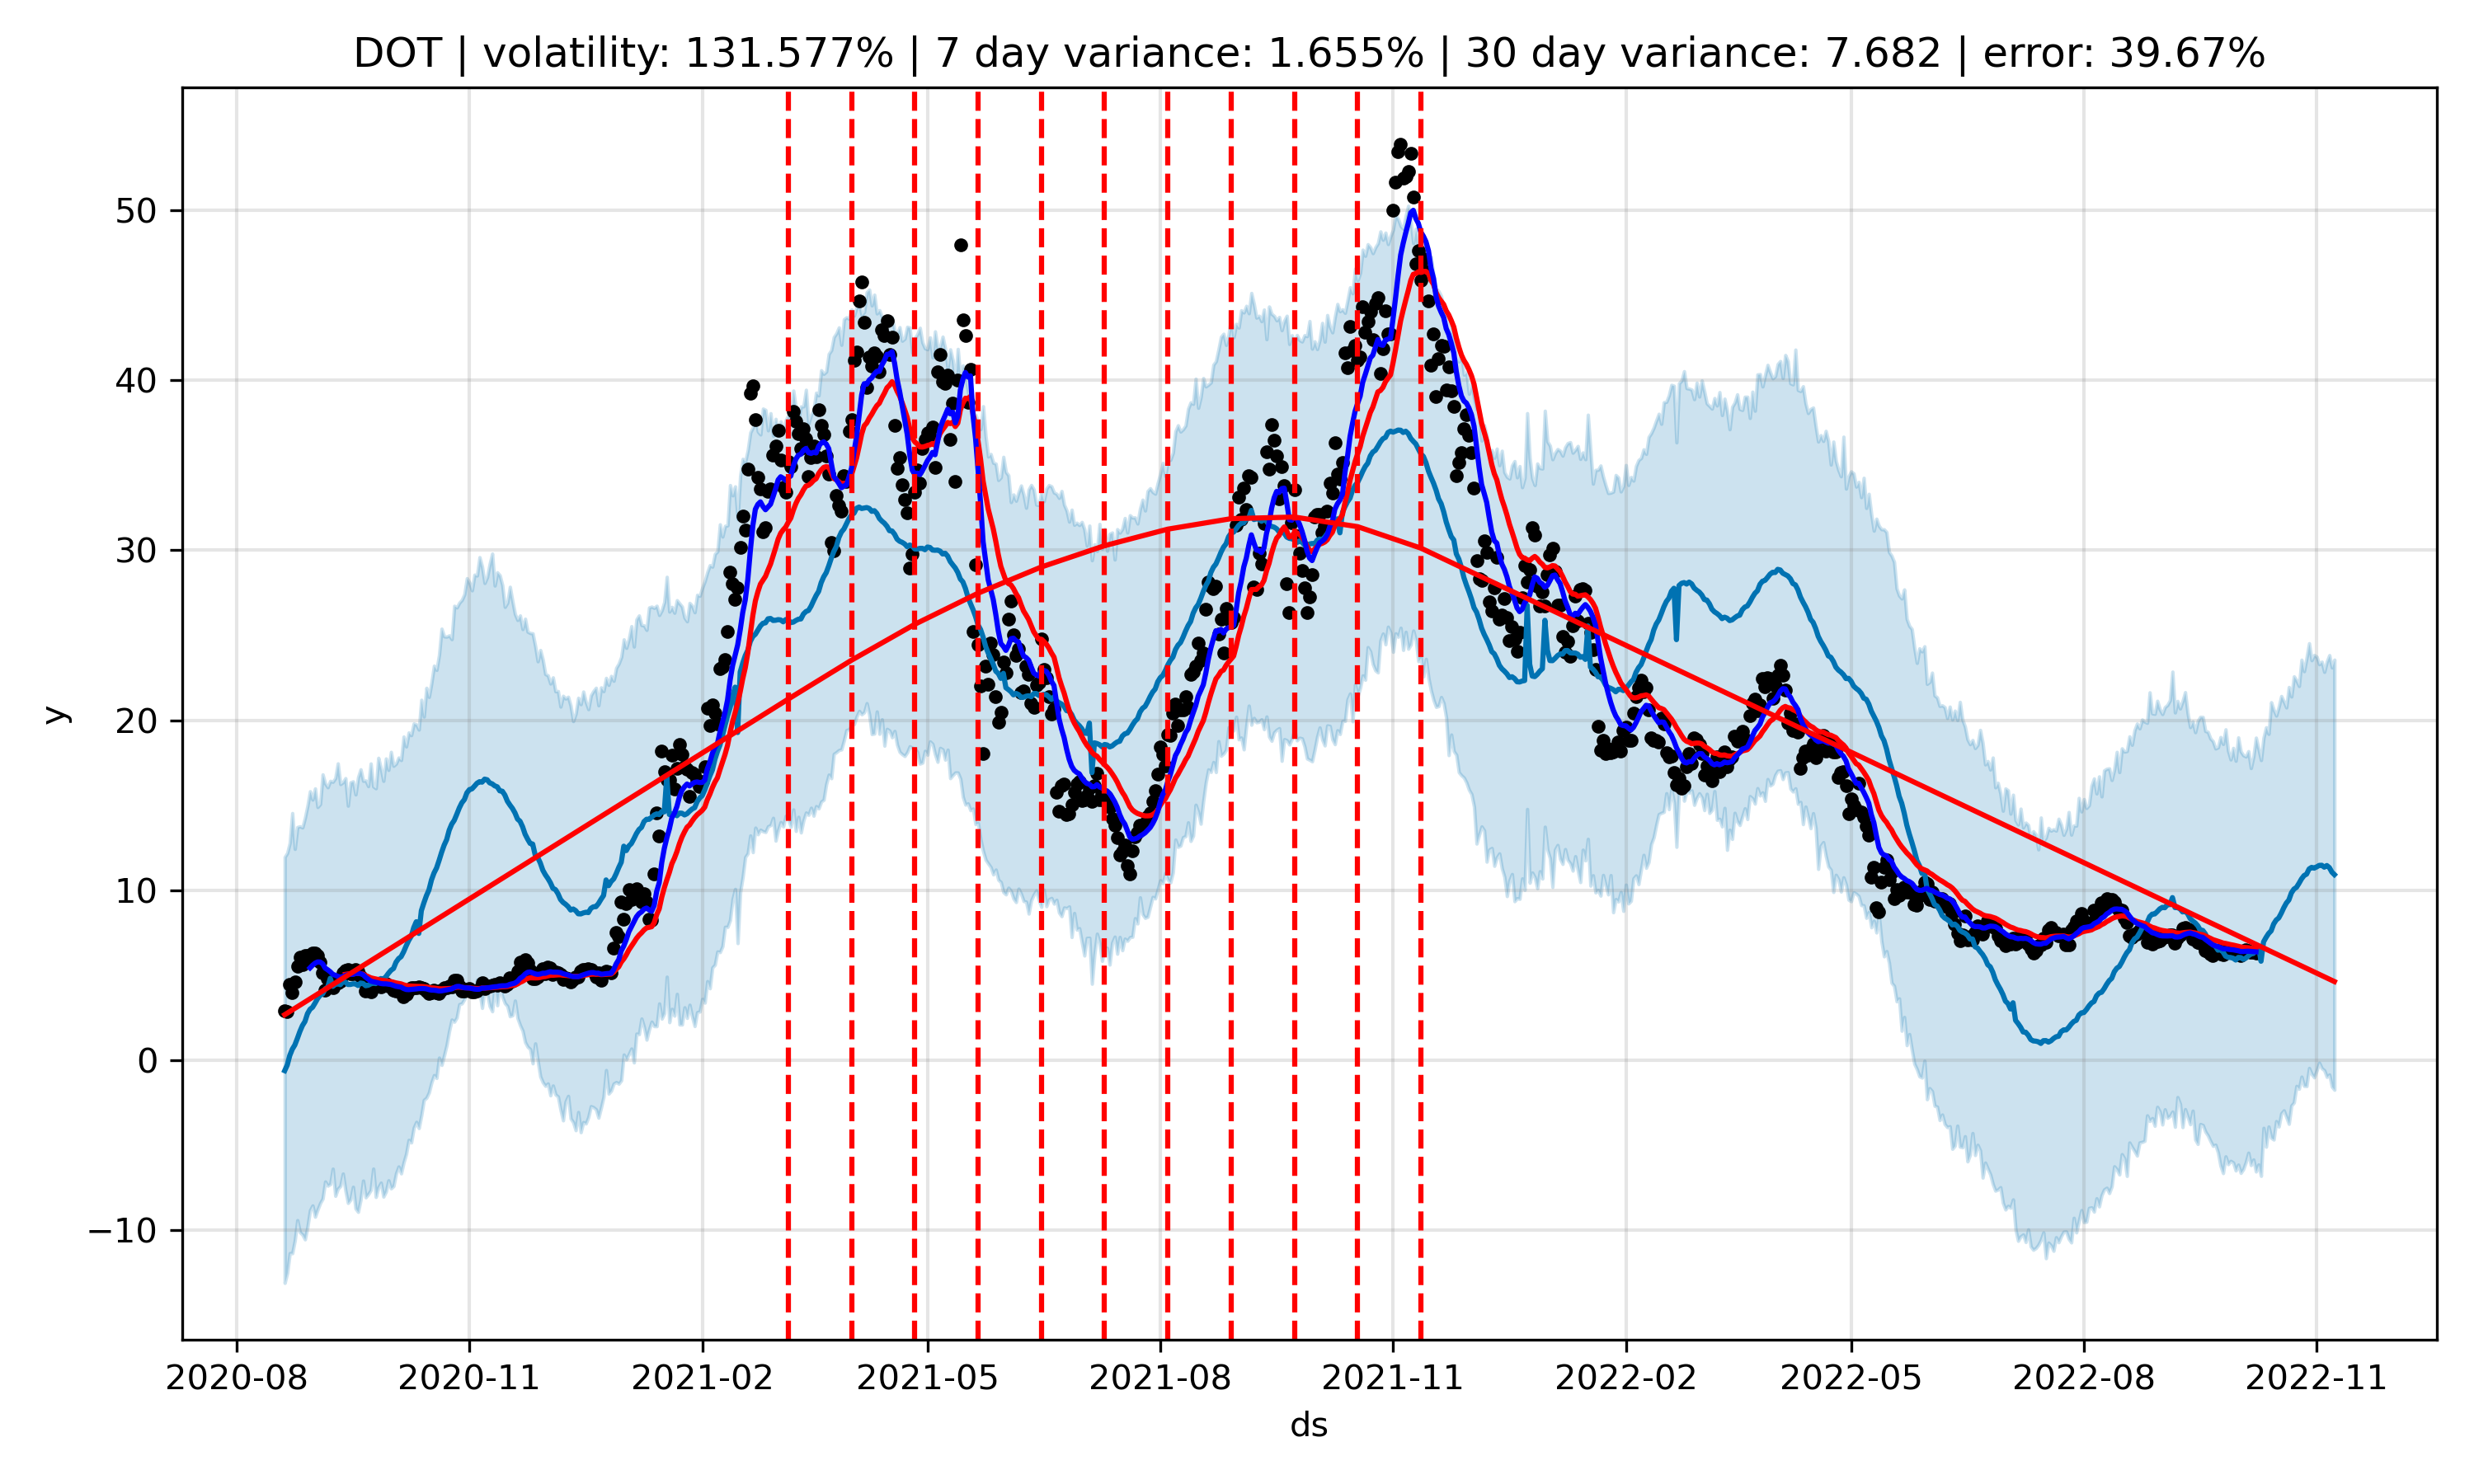 DOT | volatility: 131.577% | 7 day variance: 1.655% | 30 day variance: 7.682 | error: 39.67%
50
40
30
20
10
0
−10
y
2020-08 2020-11 2021-02 2021-05 2021-08 2021-11 2022-02 2022-05 2022-08 2022-11
ds